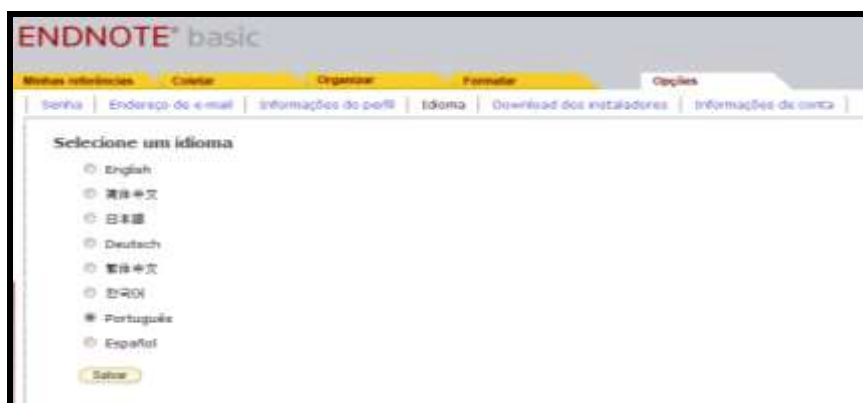 ENDNOTE® basic
Minhas referências Coletar Organizar Formatar Opções
Senha | Endereço de e-mail | Informações do perfil | Idioma | Download dos instaladores | Informações de conta |
Selecione um idioma
English
简体中文
日本語
Deutsch
繁体中文
한국어
Português
Español
Salvar